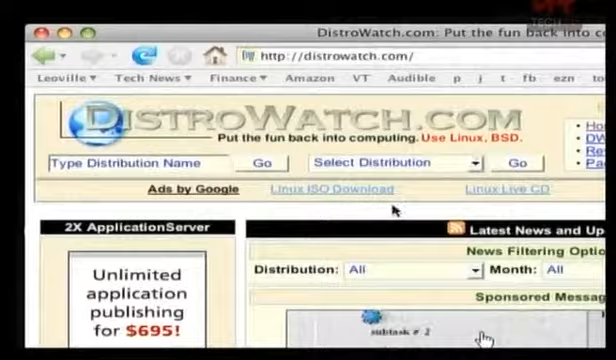 TECH
DistroWatch.com: Put the fun back into co
http://distrowatch.com/
Leoville Tech News Finance Amazon VT Audible p j t fb ezn to
DISTROWATCH.COM
Put the fun back into computing. Use Linux, BSD.
Type Distribution Name Go Select Distribution Go
Ads by Google Linux ISO Download Linux Live CD
2X ApplicationServer
Unlimited
application
publishing
for $695!
Latest News and Up
News Filtering Optio
Distribution: All Month: All
Sponsored Messag
subtask # 2
• Ho
• DW
• Re
• Pa